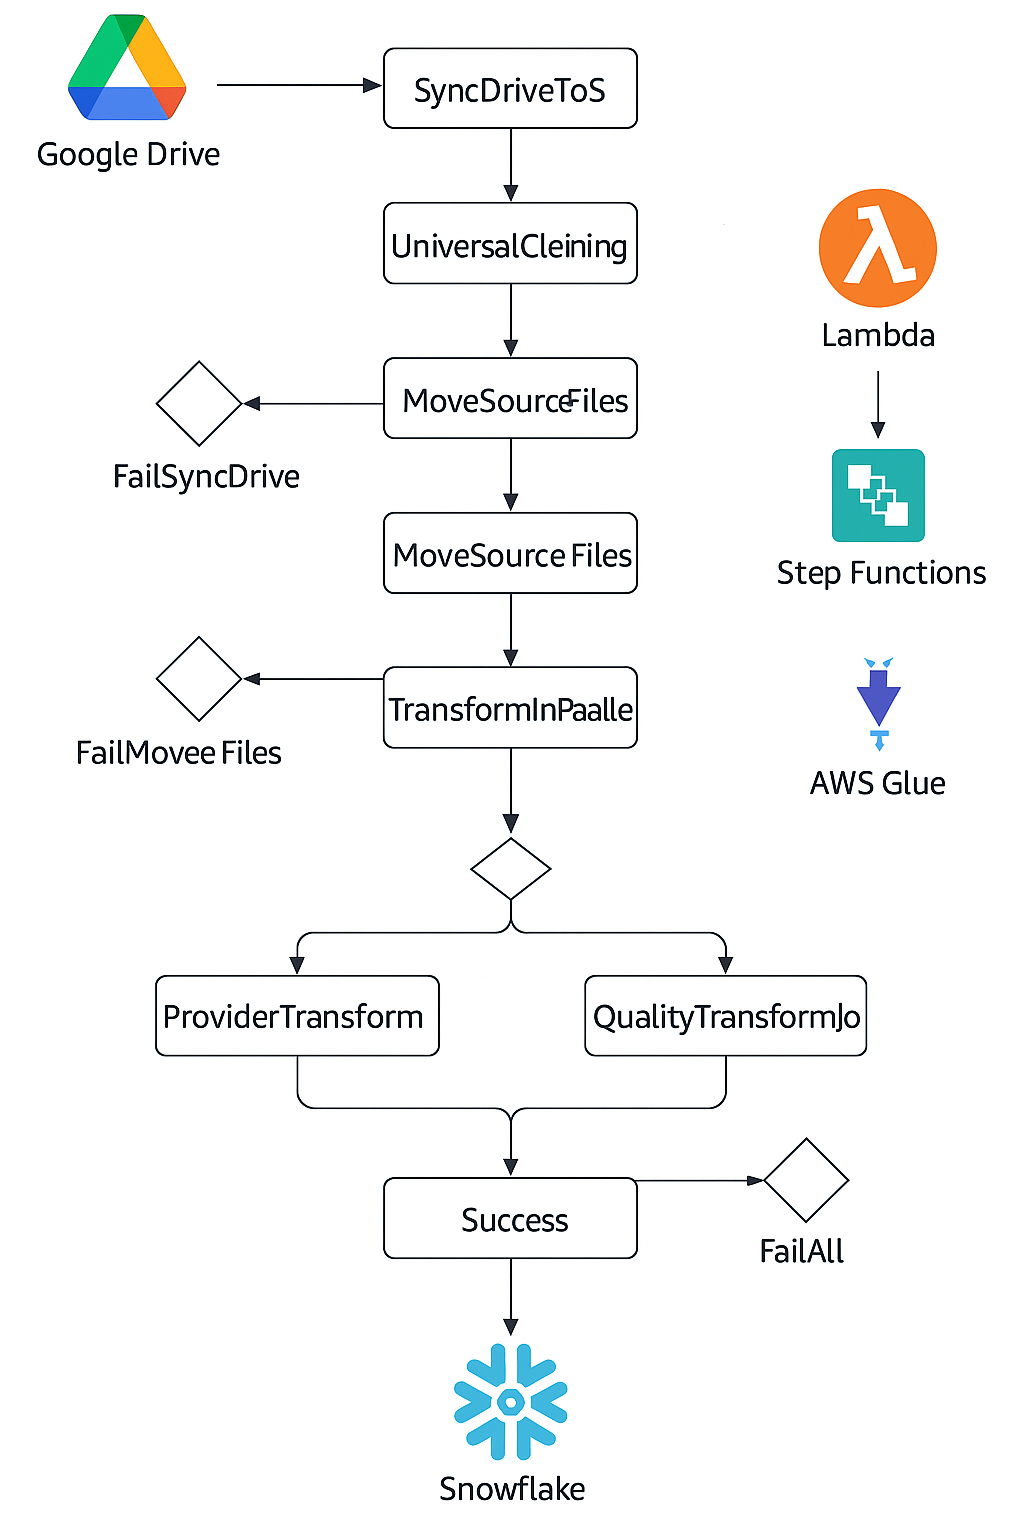 Google Drive
SyncDriveToS
UniversalCleining
Lambda
MoveSourceFiles
FailSyncDrive
MoveSource Files
Step Functions
TransformInPaalle
FailMovee Files
AWS Glue
ProviderTransform
QualityTransformJo
Success
FailAll
Snowflake